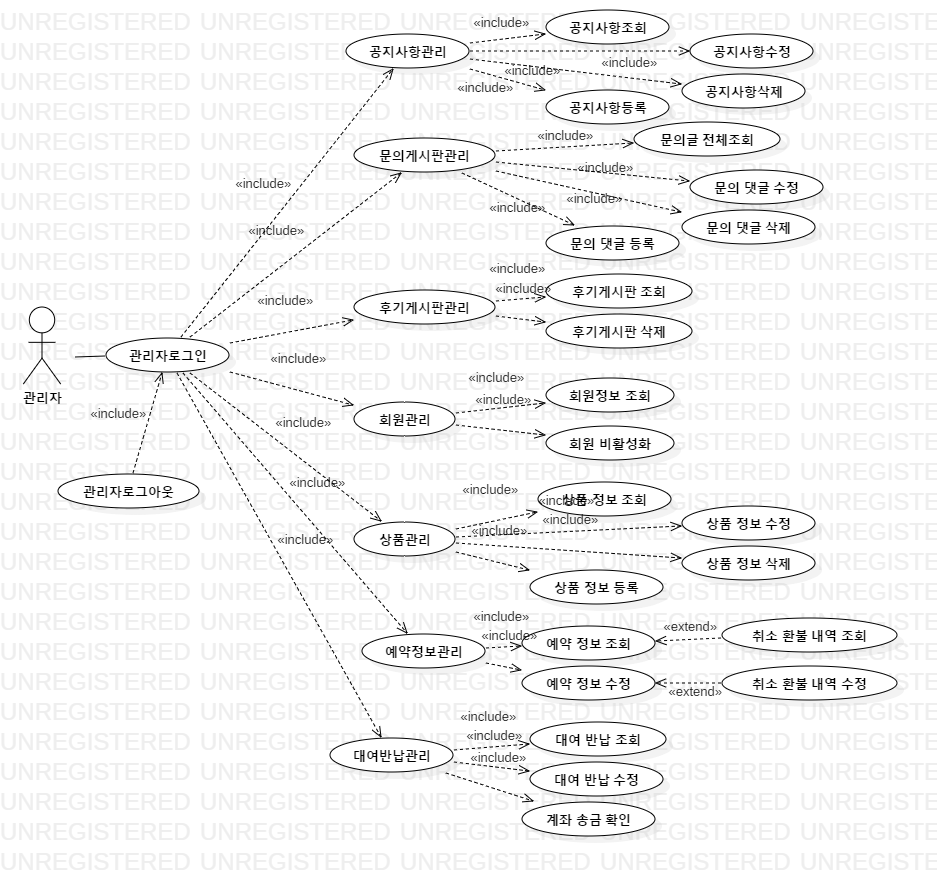 «include»
공지사항조회
공지사항관리
공지사항수정
«include»
«include»
공지사항삭제
«include»
공지사항등록
«include»
문의글 전체조회
문의게시판관리
«include»
문의 댓글 수정
«include»
«include»
«include»
문의 댓글 삭제
«include»
문의 댓글 등록
«include»
«include»
후기게시판 조회
«include»
후기게시판관리
후기게시판 삭제
관리자로그인
«include»
«include»
회원정보 조회
관리자
«include»
«include»
회원관리
«include»
회원 비활성화
«include»
«include»
관리자로그아웃
상품 정보 조회
«include»
«include»
상품 정보 수정
«include»
상품관리
«include»
상품 정보 삭제
상품 정보 등록
«include»
«extend»
취소 환불 내역 조회
«include»
예약 정보 조회
예약정보관리
예약 정보 수정
취소 환불 내역 수정
«extend»
«include»
«include»
대여 반납 조회
대여반납관리
«include»
대여 반납 수정
계좌 송금 확인
UNREGISTERED